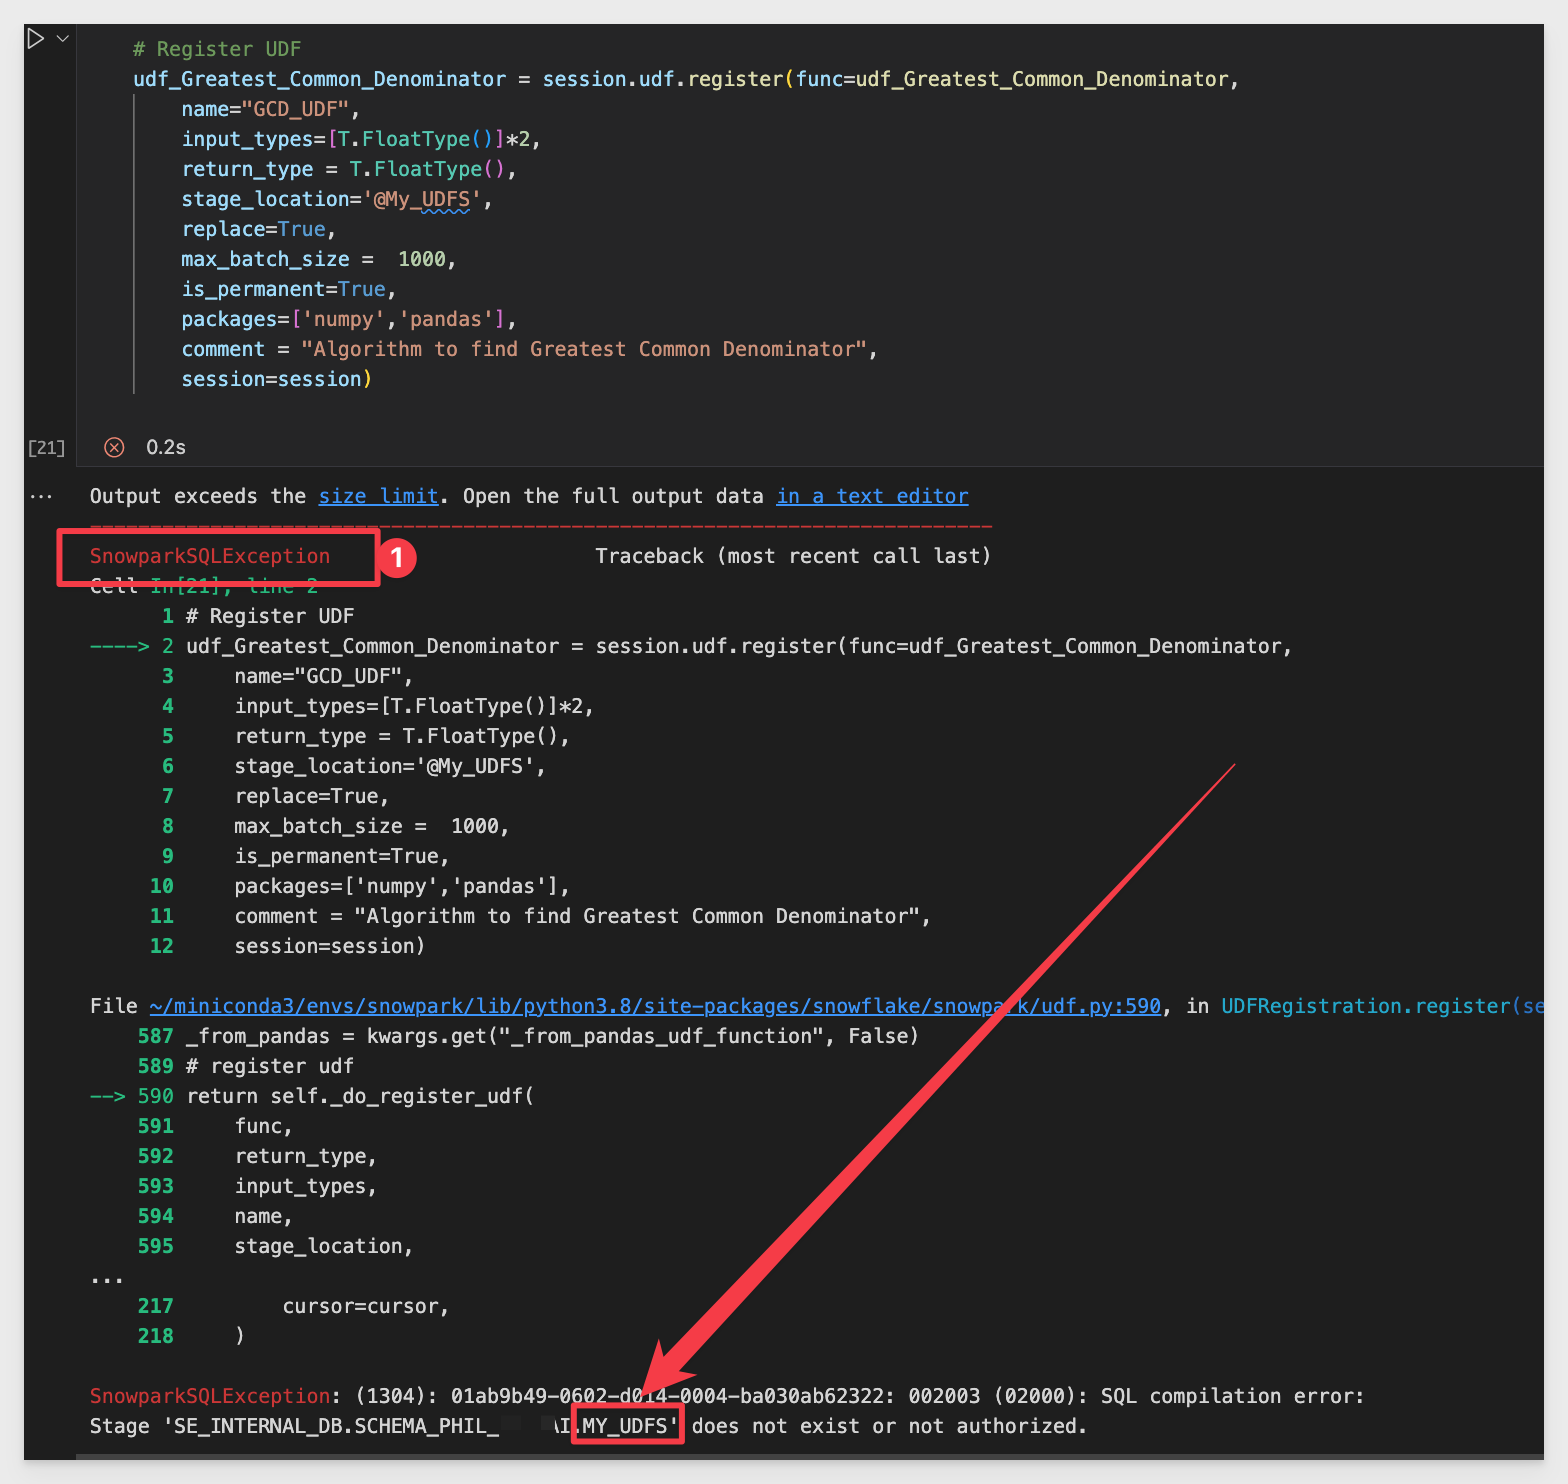 # Register UDF
udf_Greatest_Common_Denominator = session.udf.register(func=udf_Greatest_Common_Denominator,
    name="GCD_UDF",
    input_types=[T.FloatType()]*2,
    return_type = T.FloatType(),
    stage_location='@My_UDFS',
    replace=True,
    max_batch_size =  1000,
    is_permanent=True,
    packages=['numpy','pandas'],
    comment = "Algorithm to find Greatest Common Denominator",
    session=session)
[21] 0.2s
... Output exceeds the size limit. Open the full output data in a text editor
---------------------------------------------------------------------------
SnowparkSQLException 1 Traceback (most recent call last)
Cell In[21], line 2
      1 # Register UDF
----> 2 udf_Greatest_Common_Denominator = session.udf.register(func=udf_Greatest_Common_Denominator,
      3     name="GCD_UDF",
      4     input_types=[T.FloatType()]*2,
      5     return_type = T.FloatType(),
      6     stage_location='@My_UDFS',
      7     replace=True,
      8     max_batch_size =  1000,
      9     is_permanent=True,
     10     packages=['numpy','pandas'],
     11     comment = "Algorithm to find Greatest Common Denominator",
     12     session=session)
File ~/miniconda3/envs/snowpark/lib/python3.8/site-packages/snowflake/snowpark/udf.py:590, in UDFRegistration.register(se
    587 _from_pandas = kwargs.get("_from_pandas_udf_function", False)
    589 # register udf
--> 590 return self._do_register_udf(
    591     func,
    592     return_type,
    593     input_types,
    594     name,
    595     stage_location,
...
    217         cursor=cursor,
    218     )
SnowparkSQLException: (1304): 01ab9b49-0602-d014-0004-ba030ab62322: 002003 (02000): SQL compilation error:
Stage 'SE_INTERNAL_DB.SCHEMA_PHIL_ AI.MY_UDFS' does not exist or not authorized.